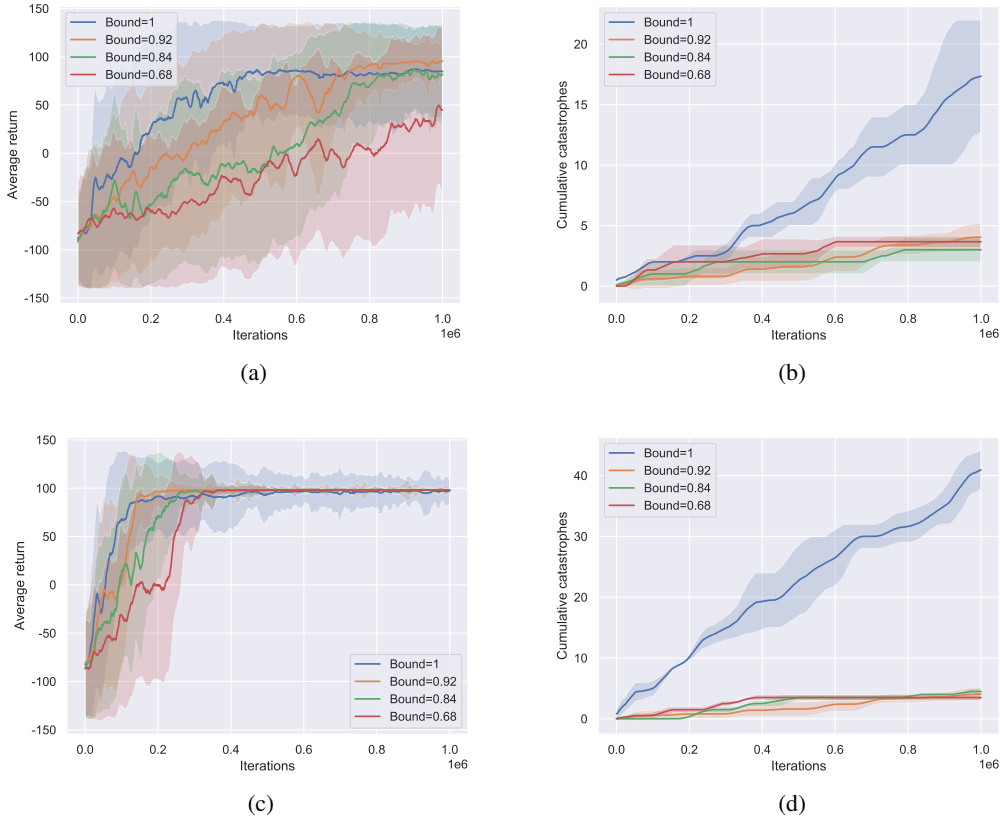 150
100
50
0
-50
-100
-150
Average return
Bound=1
Bound=0.92
Bound=0.84
Bound=0.68
0.0 0.2 0.4 0.6 0.8 1.0
Iterations
1e6
(a)
20
15
10
5
0
Cumulative catastrophes
Bound=1
Bound=0.92
Bound=0.84
Bound=0.68
0.0 0.2 0.4 0.6 0.8 1.0
Iterations
1e6
(b)
150
100
50
0
-50
-100
-150
Average return
Bound=1
Bound=0.92
Bound=0.84
Bound=0.68
0.0 0.2 0.4 0.6 0.8 1.0
Iterations
1e6
(c)
40
30
20
10
0
Cumulative catastrophes
Bound=1
Bound=0.92
Bound=0.84
Bound=0.68
0.0 0.2 0.4 0.6 0.8 1.0
Iterations
1e6
(d)